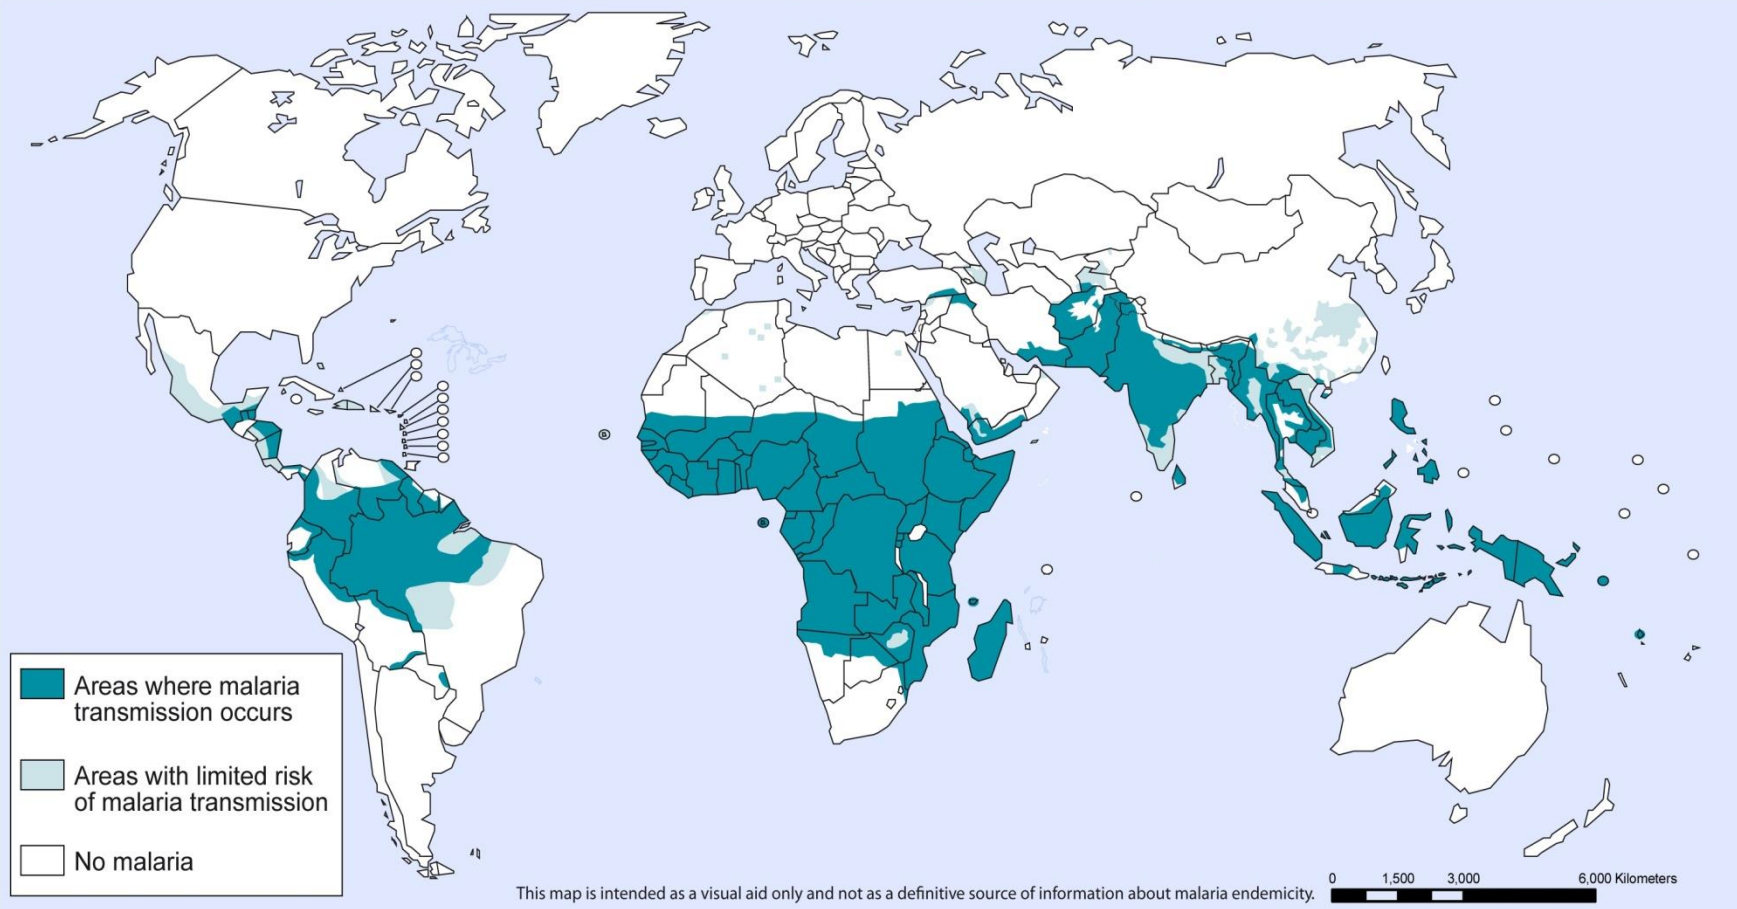 Areas where malaria
transmission occurs
Areas with limited risk
of malaria transmission
No malaria
This map is intended as a visual aid only and not as a definitive source of information about malaria endemicity.
0 1,500 3,000 6,000 Kilometers